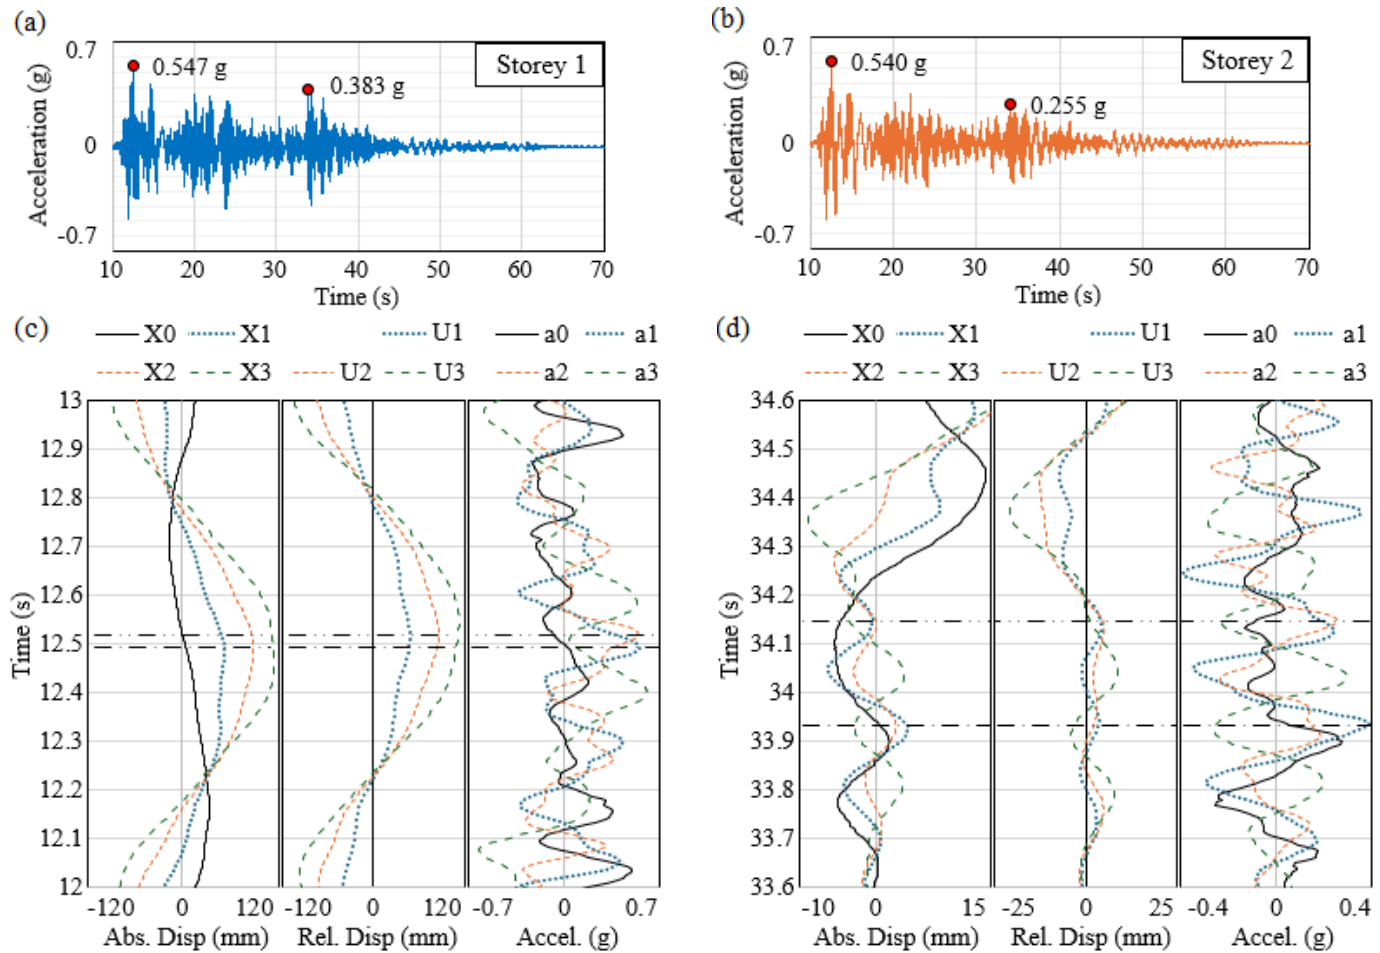 (a)
0.7
0
-0.7
Acceleration (g)
0.547 g
0.383 g
Storey 1
10 20 30 40 50 60 70
Time (s)
(b)
0.7
0
-0.7
Acceleration (g)
0.540 g
0.255 g
Storey 2
10 20 30 40 50 60 70
Time (s)
(c)
X0 X1 U1 a0 a1
X2 X3 U2 U3 a2 a3
13
12.9
12.8
12.7
12.6
12.5
12.4
12.3
12.2
12.1
12
Time (s)
-120 0 120 -120 0 120 -0.7 0 0.7
Abs. Disp (mm) Rel. Disp (mm) Accel. (g)
(d)
X0 X1 U1 a0 a1
X2 X3 U2 U3 a2 a3
34.6
34.5
34.4
34.3
34.2
34.1
34
33.9
33.8
33.7
33.6
Time (s)
-10 0 15 -25 0 25 -0.4 0 0.4
Abs. Disp (mm) Rel. Disp (mm) Accel. (g)